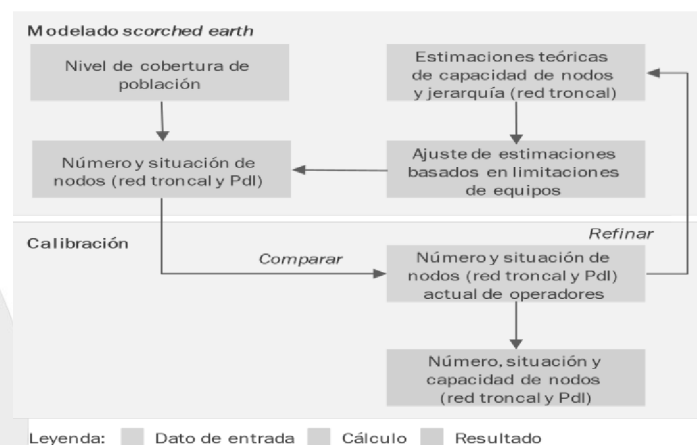 Modelado scorched earth
Nivel de cobertura de
población
Estimaciones teóricas
de capacidad de nodos
y jerarquía (red troncal)
Número y situación de
nodos (red troncal y PdI)
Ajuste de estimaciones
basados en limitaciones
de equipos
Calibración
Comparar
Refinar
Número y situación de
nodos (red troncal y PdI)
actual de operadores
Número, situación y
capacidad de nodos
(red troncal y PdI)
Leyenda: Dato de entrada Cálculo Resultado